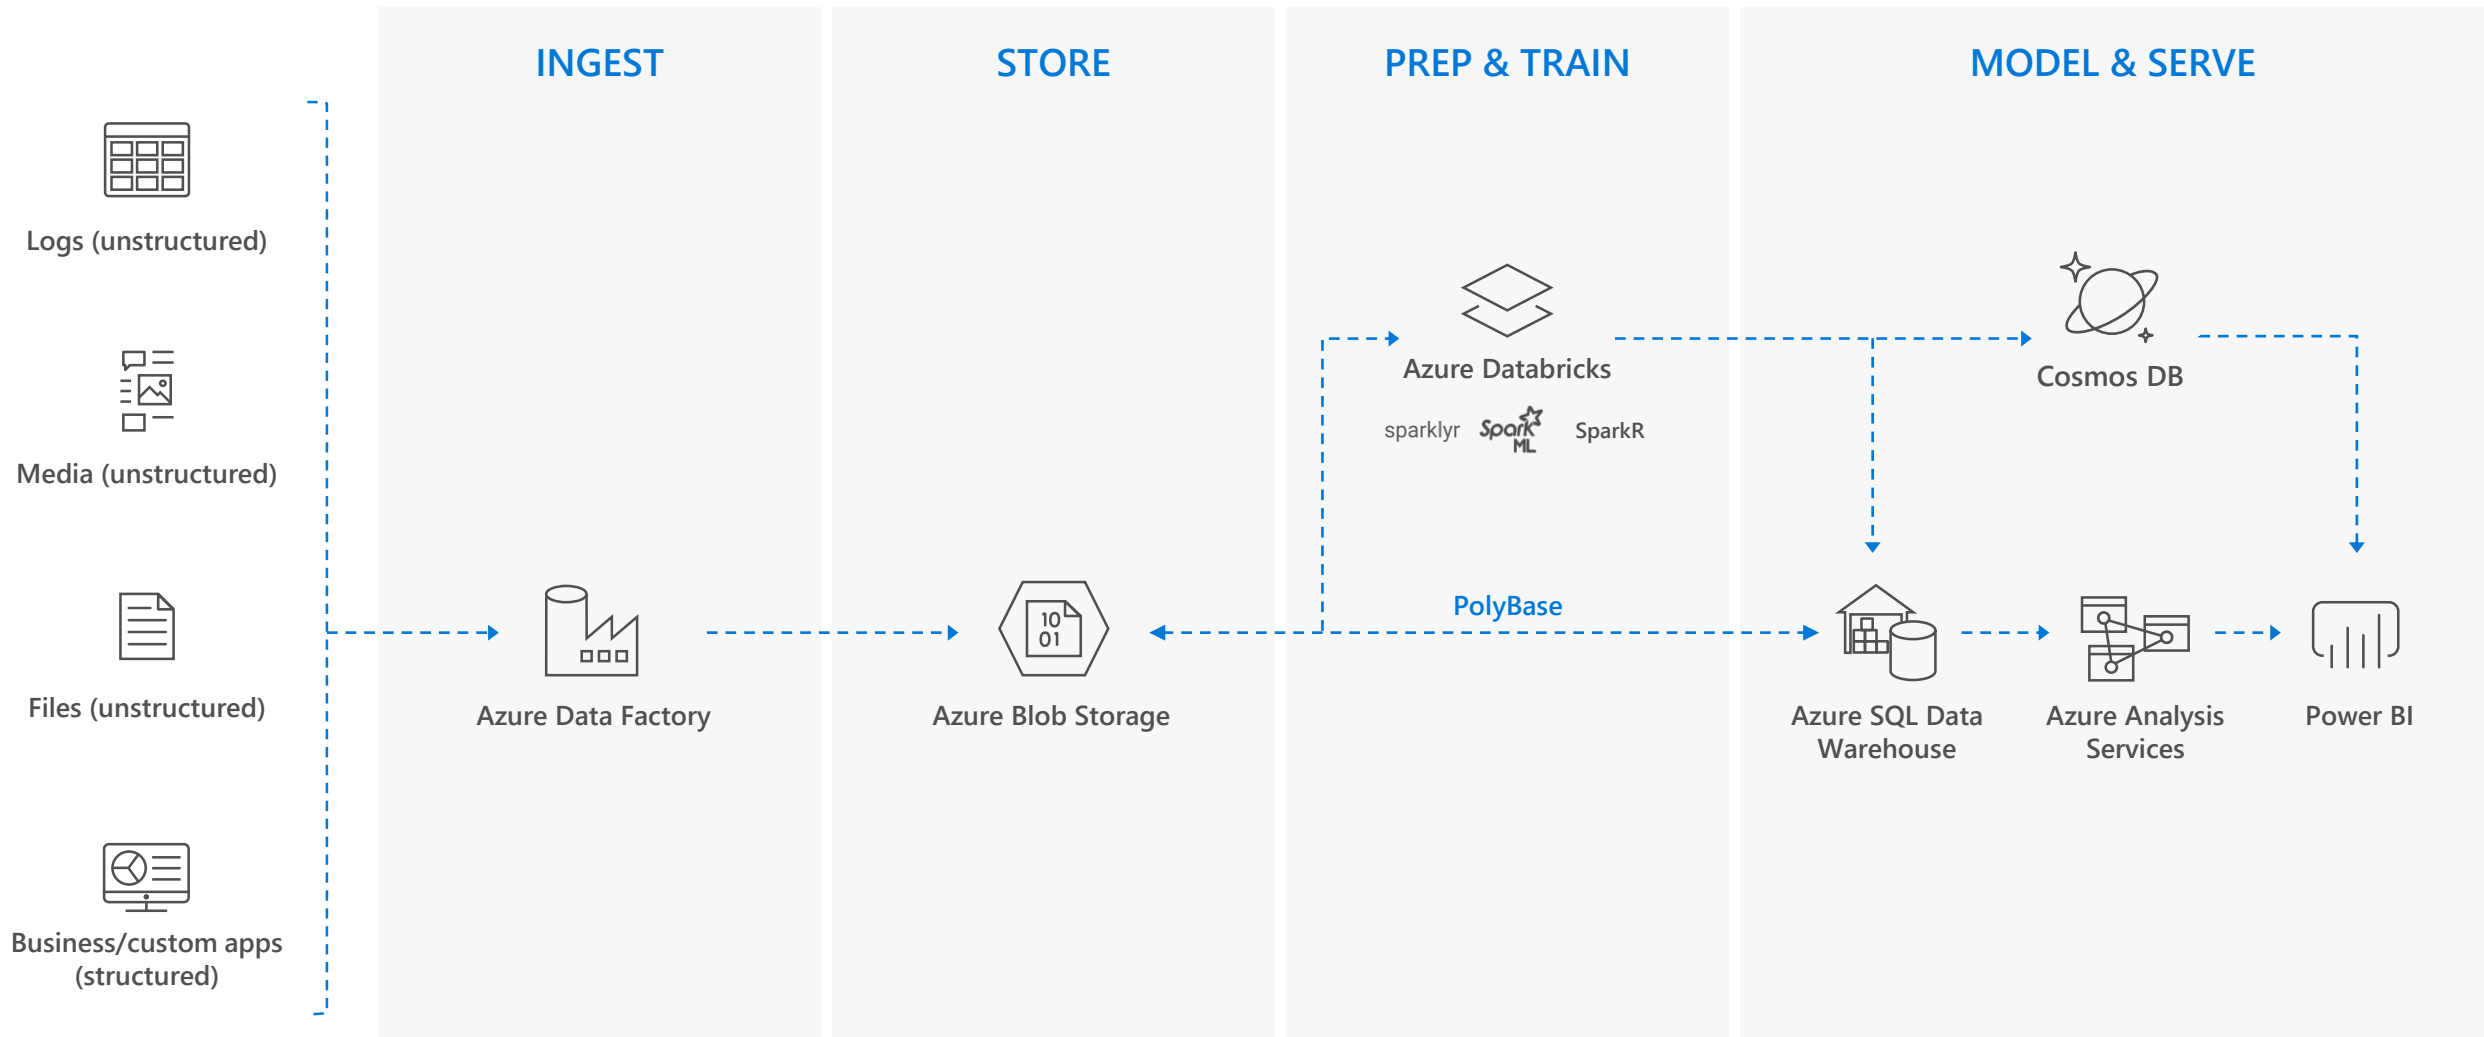 INGEST
STORE
PREP & TRAIN
MODEL & SERVE
Logs (unstructured)
Media (unstructured)
Files (unstructured)
Business/custom apps
(structured)
Azure Data Factory
10
01
Azure Blob Storage
Azure Databricks
sparklyr
Spark
ML
SparkR
PolyBase
Cosmos DB
Azure SQL Data
Warehouse
Azure Analysis
Services
Power BI